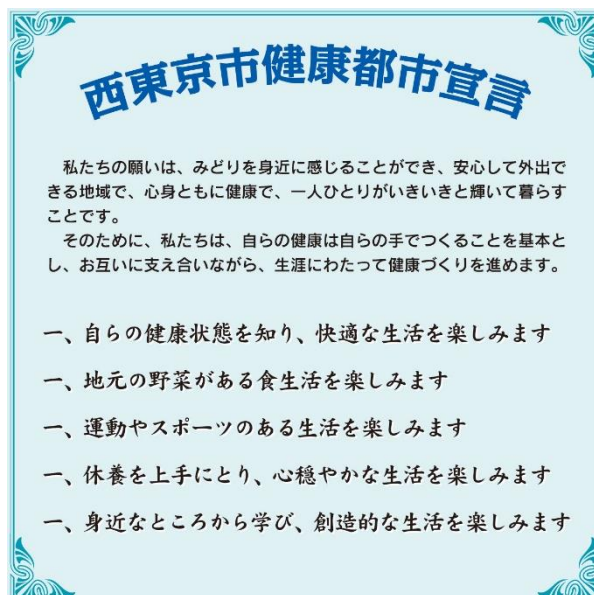 西東京市健康都市宣言
　私たちの願いは、みどりを身近に感じることができ、安心して外出で
きる地域で、心身ともに健康で、一人ひとりがいきいきと輝いて暮らす
ことです。
　そのために、私たちは、自らの健康は自らの手でつくることを基本と
し、お互いに支え合いながら、生涯にわたって健康づくりを進めます。
一、自らの健康状態を知り、快適な生活を楽しみます
一、地元の野菜がある食生活を楽しみます
一、運動やスポーツのある生活を楽しみます
一、休養を上手にとり、心穏やかな生活を楽しみます
一、身近なところから学び、創造的な生活を楽しみます